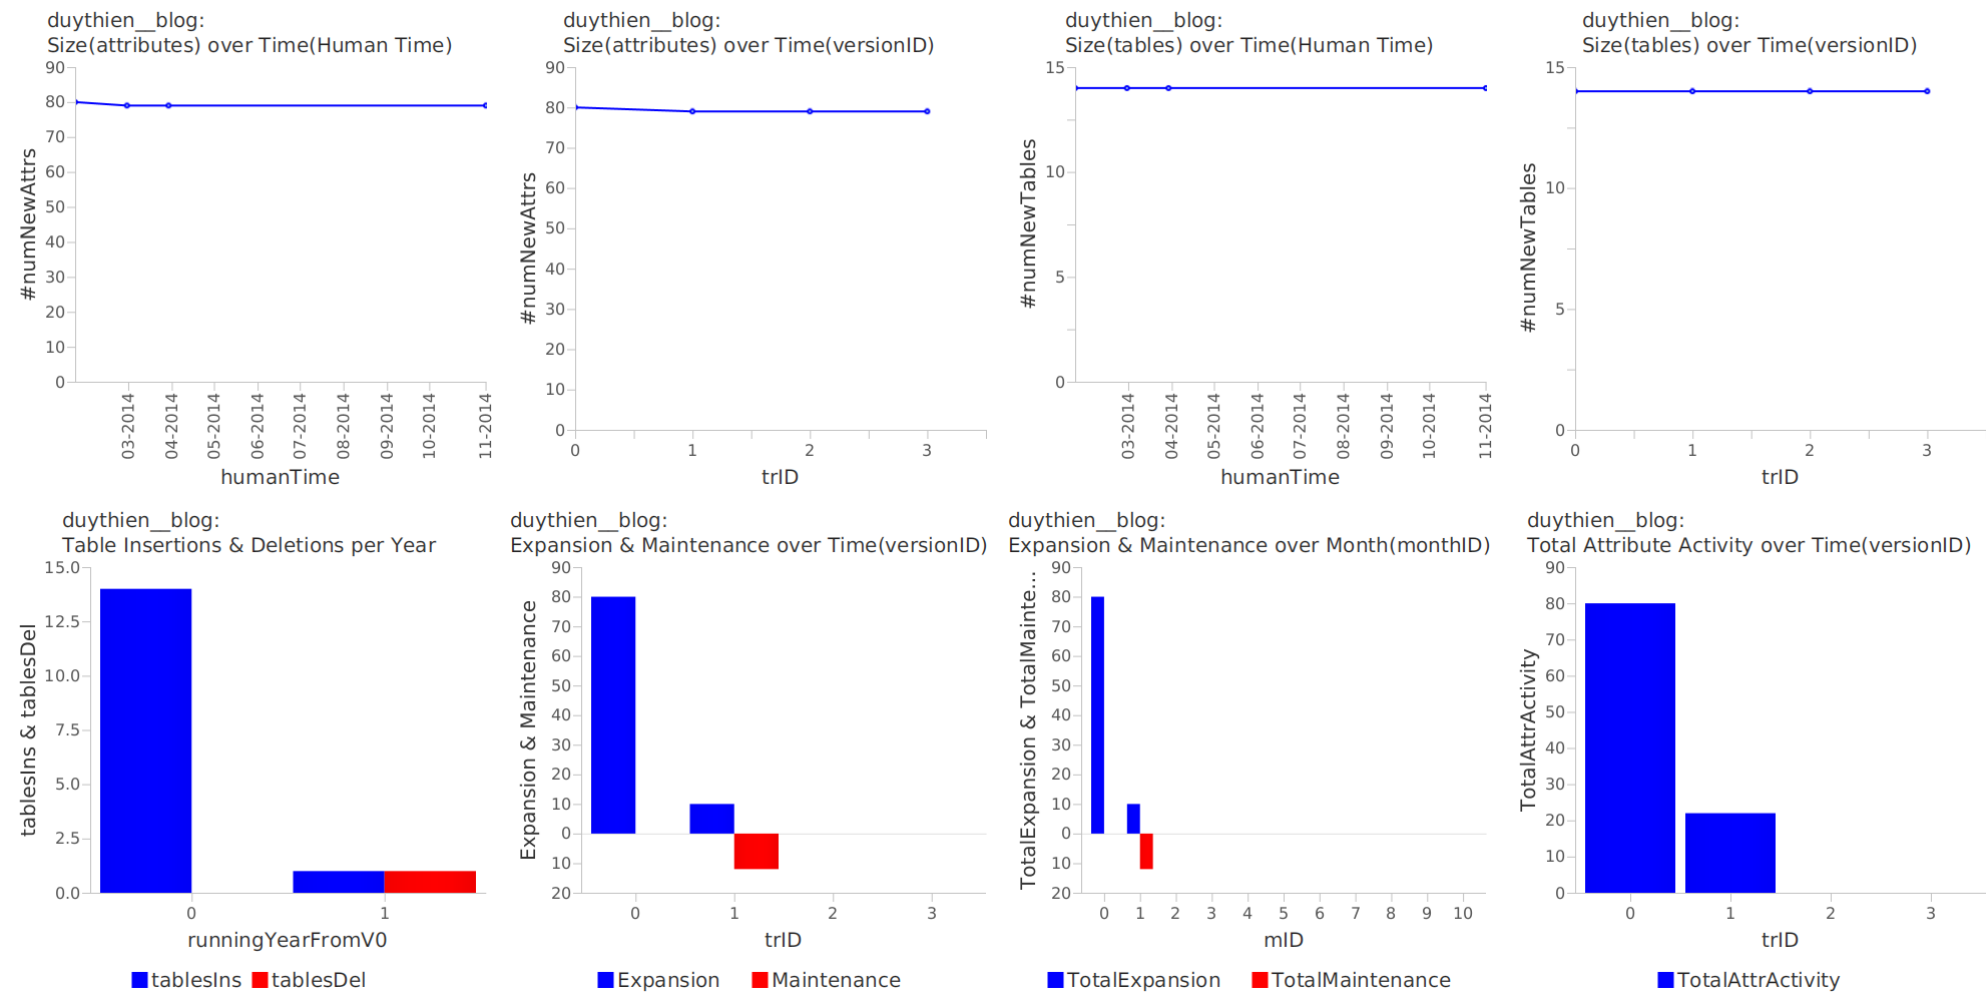 duythien__blog:
Size(attributes) over Time(Human Time)
90
80
70
60
50
40
30
20
10
0
#numNewAttrs
03-2014
04-2014
05-2014
06-2014
07-2014
08-2014
09-2014
10-2014
11-2014
humanTime
duythien__blog:
Size(attributes) over Time(versionID)
90
80
70
60
50
40
30
20
10
0
#numNewAttrs
0
1
2
3
trID
duythien__blog:
Size(tables) over Time(Human Time)
15
10
5
0
#numNewTables
03-2014
04-2014
05-2014
06-2014
07-2014
08-2014
09-2014
10-2014
11-2014
humanTime
duythien__blog:
Size(tables) over Time(versionID)
15
10
5
0
#numNewTables
0
1
2
3
trID
duythien__blog:
Table Insertions & Deletions per Year
15.0
12.5
10.0
7.5
5.0
2.5
0.0
tablesIns & tablesDel
0
1
runningYearFromV0
tablesIns
tablesDel
duythien__blog:
Expansion & Maintenance over Time(versionID)
90
80
70
60
50
40
30
20
10
0
10
20
Expansion & Maintenance
0
1
2
3
trID
Expansion
Maintenance
duythien__blog:
Expansion & Maintenance over Month(monthID)
90
80
70
60
50
40
30
20
10
0
10
20
TotalExpansion & TotalMainte...
0
1
2
3
4
5
6
7
8
9
10
mID
TotalExpansion
TotalMaintenance
duythien__blog:
Total Attribute Activity over Time(versionID)
90
80
70
60
50
40
30
20
10
0
TotalAttrActivity
0
1
2
3
trID
TotalAttrActivity